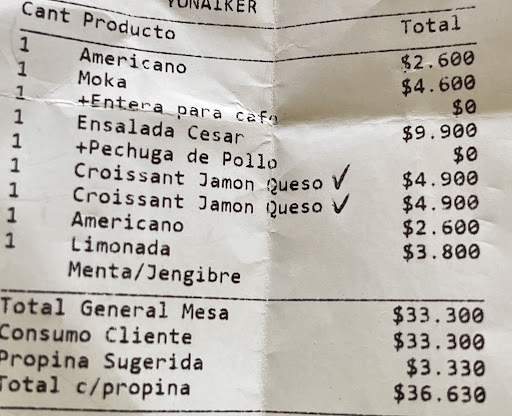 YUNAIKER
Cant Producto Total
1 Americano $2.600
1 Moka $4.600
1 +Entera para cafe $0
1 Ensalada Cesar $9.900
1 +Pechuga de Pollo $0
1 Croissant Jamon Queso ✓ $4.900
1 Croissant Jamon Queso ✓ $4.900
1 Americano $2.600
1 Limonada $3.800
Menta/Jengibre
Total General Mesa $33.300
Consumo Cliente $33.300
Propina Sugerida $3.330
Total c/propina $36.630